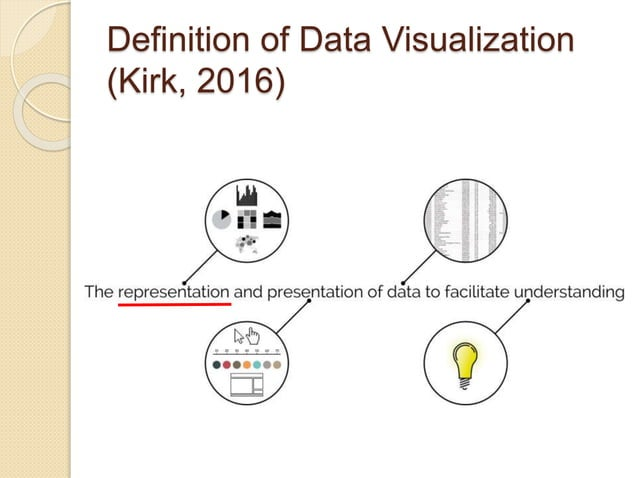 Definition of Data Visualization
(Kirk, 2016)
The representation and presentation of data to facilitate understanding